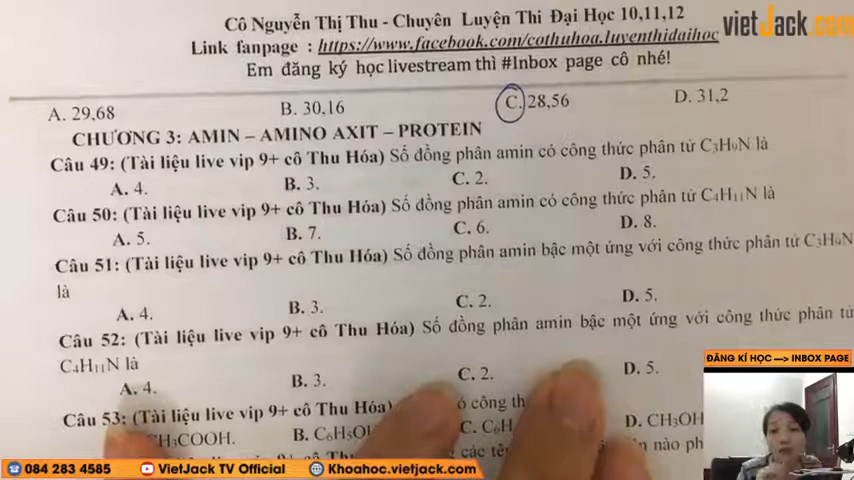 Cô Nguyễn Thị Thu - Chuyên Luyện Thi Đại Học 10,11,12
vietJack.com
Link fanpage : https://www.facebook.com/cothuhoa.luyenthidaihoc
Em đăng ký học livestream thì #Inbox page cô nhé!
A. 29,68 B. 30,16 C. 28,56 D. 31,2
CHƯƠNG 3: AMIN – AMINO AXIT – PROTEIN
Câu 49: (Tài liệu live vip 9+ cô Thu Hóa) Số đồng phân amin có công thức phân tử C₃H₉N là
A. 4. B. 3. C. 2. D. 5.
Câu 50: (Tài liệu live vip 9+ cô Thu Hóa) Số đồng phân amin có công thức phân tử C₄H₁₁N là
A. 5. B. 7. C. 6. D. 8.
Câu 51: (Tài liệu live vip 9+ cô Thu Hóa) Số đồng phân amin bậc một ứng với công thức phân tử C₃H₉N
là
A. 4. B. 3. C. 2. D. 5.
Câu 52: (Tài liệu live vip 9+ cô Thu Hóa) Số đồng phân amin bậc một ứng với công thức phân tử
C₄H₁₁N là
A. 4. B. 3. C. 2. D. 5.
ĐĂNG KÍ HỌC —> INBOX PAGE
Câu 53: (Tài liệu live vip 9+ cô Thu Hóa) có công
H₃COOH. B. C₆H₅O C. C₆H D. CH₃OH
các nào
084 283 4585 VietJack TV Official Khoahoc.vietjack.com